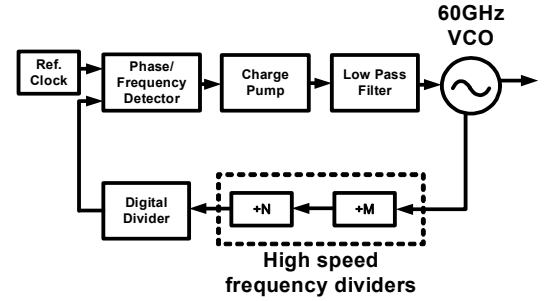 60GHz
VCO
Ref.
Clock
Phase/
Frequency
Detector
Charge
Pump
Low Pass
Filter
Digital
Divider
÷N
÷M
High speed
frequency dividers